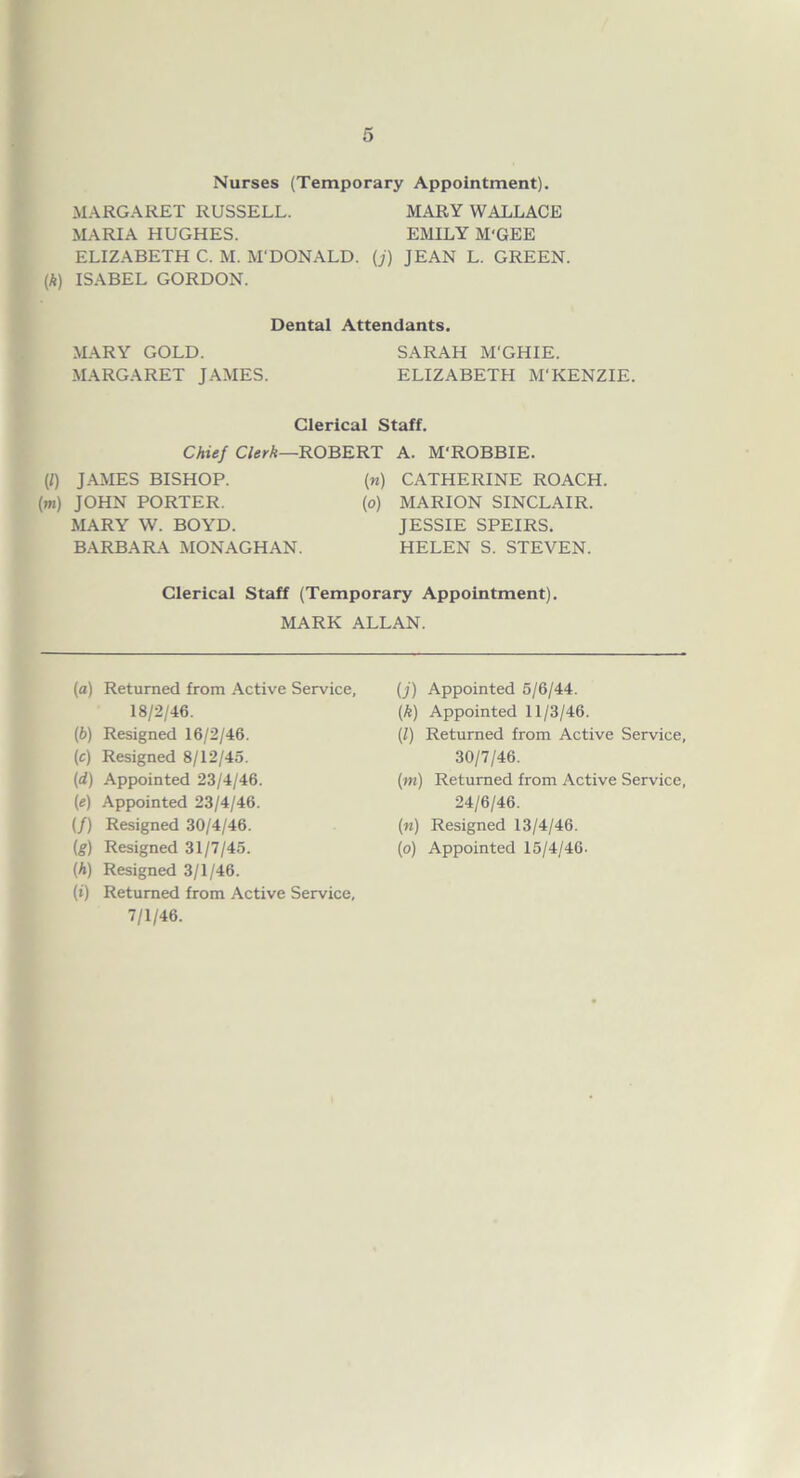 5
Nurses (Temporary Appointment).
MARGARET RUSSELL. MARY WALLACE
MARIA HUGHES. EMILY M'GEE
ELIZABETH C. M. M'DONALD. (j) JEAN L. GREEN.
(k) ISABEL GORDON.
Dental Attendants.
MARY GOLD. SARAH M'GHIE.
MARGARET JAMES. ELIZABETH M'KENZIE.
Clerical Staff.
Chief Clerk—ROBERT A. M'ROBBIE.
(l) JAMES BISHOP. (n) CATHERINE ROACH.
(m) JOHN PORTER. (o) MARION SINCLAIR.
MARY W. BOYD. JESSIE SPEIRS.
BARBARA MONAGHAN. HELEN S. STEVEN.
Clerical Staff (Temporary Appointment).
MARK ALLAN.
(a) Returned from Active Service,
18/2/46.
(b) Resigned 16/2/46.
(c) Resigned 8/12/45.
(d) Appointed 23/4/46.
(e) Appointed 23/4/46.
(f) Resigned 30/4/46.
(g) Resigned 31/7/45.
(h) Resigned 3/1/46.
(i) Returned from Active Service,
7/1/46.
(j) Appointed 5/6/44.
(k) Appointed 11/3/46.
(l) Returned from Active Service,
30/7/46.
(m) Returned from Active Service,
24/6/46.
(n) Resigned 13/4/46.
(o) Appointed 15/4/46.